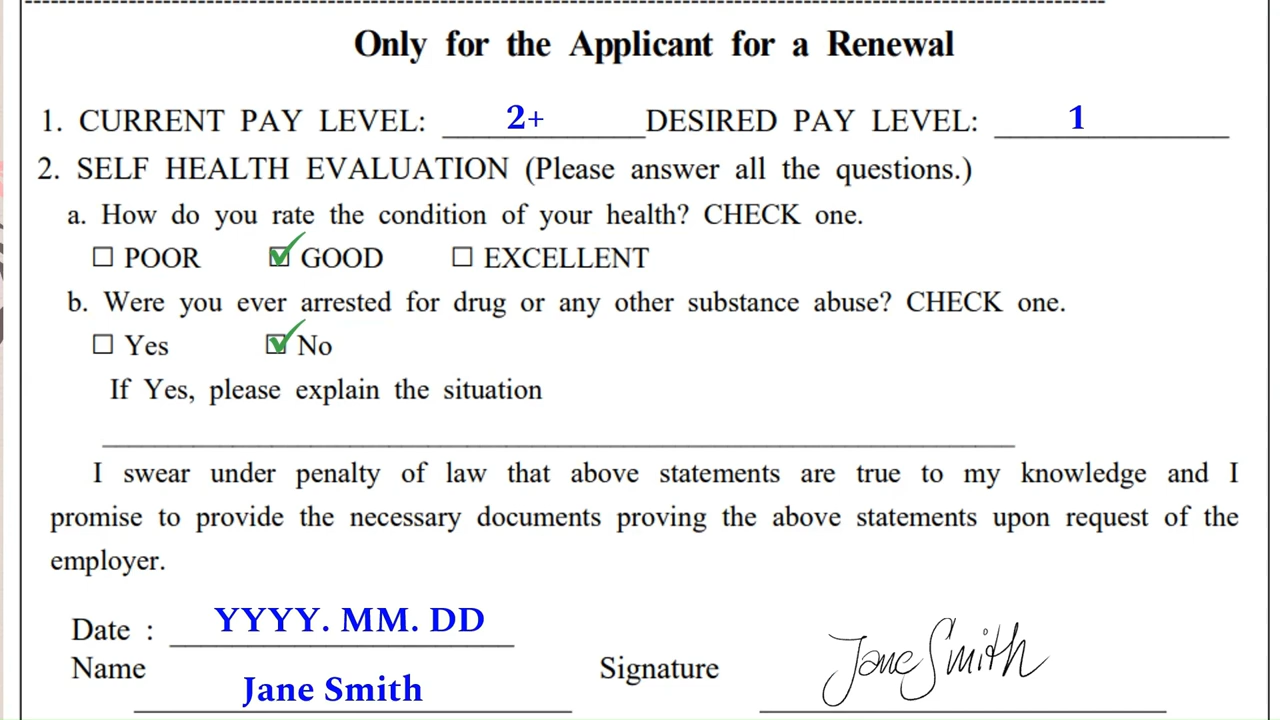 Only for the Applicant for a Renewal
1. CURRENT PAY LEVEL: 2+ DESIRED PAY LEVEL: 1
2. SELF HEALTH EVALUATION (Please answer all the questions.)
a. How do you rate the condition of your health? CHECK one.
☐ POOR ☑ GOOD ☐ EXCELLENT
b. Were you ever arrested for drug or any other substance abuse? CHECK one.
☐ Yes ☑ No
If Yes, please explain the situation
I swear under penalty of law that above statements are true to my knowledge and I
promise to provide the necessary documents proving the above statements upon request of the
employer.
Date : YYYY. MM. DD
Name Jane Smith Signature Jane Smith